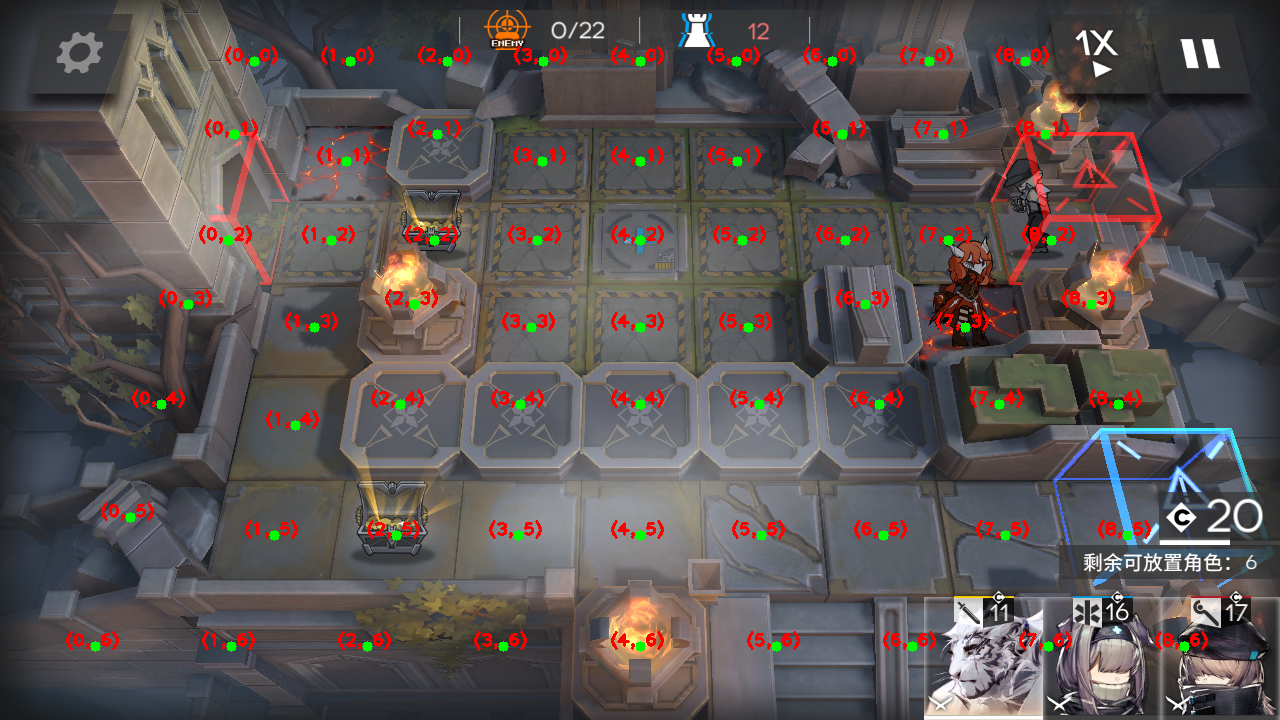 0/22
12
1X
ENEMY
(0, 0) (1, 0) (2, 0) (3, 0) (4, 0) (5, 0) (6, 0) (7, 0) (8, 0)
(0, 1) (1, 1) (2, 1) (3, 1) (4, 1) (5, 1) (6, 1) (7, 1) (8, 1)
(0, 2) (1, 2) (2, 2) (3, 2) (4, 2) (5, 2) (6, 2) (7, 2) (8, 2)
(0, 3) (1, 3) (2, 3) (3, 3) (4, 3) (5, 3) (6, 3) (7, 3) (8, 3)
(0, 4) (1, 4) (2, 4) (3, 4) (4, 4) (5, 4) (6, 4) (7, 4) (8, 4)
(0, 5) (1, 5) (2, 5) (3, 5) (4, 5) (5, 5) (6, 5) (7, 5) (8, 5)
C 20
剩余可放置角色：6
C 11 C 16 C 17
(0, 6) (1, 6) (2, 6) (3, 6) (4, 6) (5, 6) (6, 6) (7, 6) (8, 6)